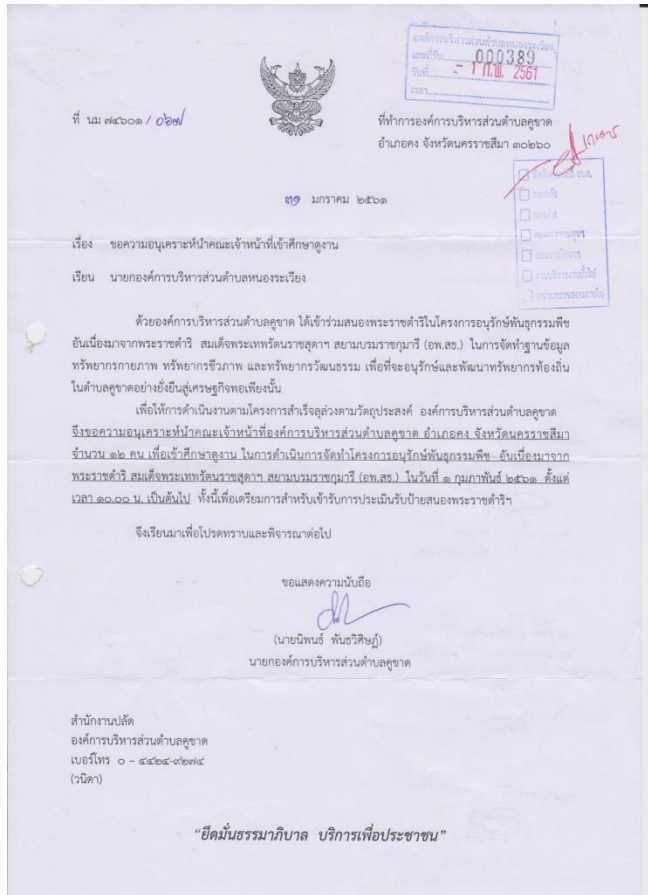 องค์การบริหารส่วนตำบลหนองระเวียง
เลขที่รับ 000389
วันที่ - 1 ก.พ. 2561
เวลา
ที่ นม ๗๔๖๐๑ / ๐๖๗
ที่ทำการองค์การบริหารส่วนตำบลคูขาด
อำเภอคง จังหวัดนครราชสีมา ๓๐๒๖๐
๓๑ มกราคม ๒๕๖๑
เรื่อง ขอความอนุเคราะห์นำคณะเจ้าหน้าที่เข้าศึกษาดูงาน
เรียน นายกองค์การบริหารส่วนตำบลหนองระเวียง
ด้วยองค์การบริหารส่วนตำบลคูขาด ได้เข้าร่วมสนองพระราชดำริในโครงการอนุรักษ์พันธุกรรมพืช
อันเนื่องมาจากพระราชดำริ สมเด็จพระเทพรัตนราชสุดาฯ สยามบรมราชกุมารี (อพ.สธ.) ในการจัดทำฐานข้อมูล
ทรัพยากรกายภาพ ทรัพยากรชีวภาพ และทรัพยากรวัฒนธรรม เพื่อที่จะอนุรักษ์และพัฒนาทรัพยากรท้องถิ่น
ในตำบลคูขาดอย่างยั่งยืนสู่เศรษฐกิจพอเพียงนั้น
เพื่อให้การดำเนินงานตามโครงการสำเร็จลุล่วงตามวัตถุประสงค์ องค์การบริหารส่วนตำบลคูขาด
จึงขอความอนุเคราะห์นำคณะเจ้าหน้าที่องค์การบริหารส่วนตำบลคูขาด อำเภอคง จังหวัดนครราชสีมา
จำนวน ๑๒ คน เพื่อเข้าศึกษาดูงาน ในการดำเนินการจัดทำโครงการอนุรักษ์พันธุกรรมพืช อันเนื่องมาจาก
พระราชดำริ สมเด็จพระเทพรัตนราชสุดาฯ สยามบรมราชกุมารี (อพ.สธ.) ในวันที่ ๑ กุมภาพันธ์ ๒๕๖๑ ตั้งแต่
เวลา ๑๐.๐๐ น. เป็นต้นไป ทั้งนี้เพื่อเตรียมการสำหรับเข้ารับการประเมินรับป้ายสนองพระราชดำริฯ
จึงเรียนมาเพื่อโปรดทราบและพิจารณาต่อไป
ขอแสดงความนับถือ
(นายนิพนธ์ พันธวิศิษฎ์)
นายกองค์การบริหารส่วนตำบลคูขาด
สำนักงานปลัด
องค์การบริหารส่วนตำบลคูขาด
เบอร์โทร ๐ – ๔๔๒๔-๙๒๗๔
(วนิดา)
"ยึดมั่นธรรมาภิบาล บริการเพื่อประชาชน"